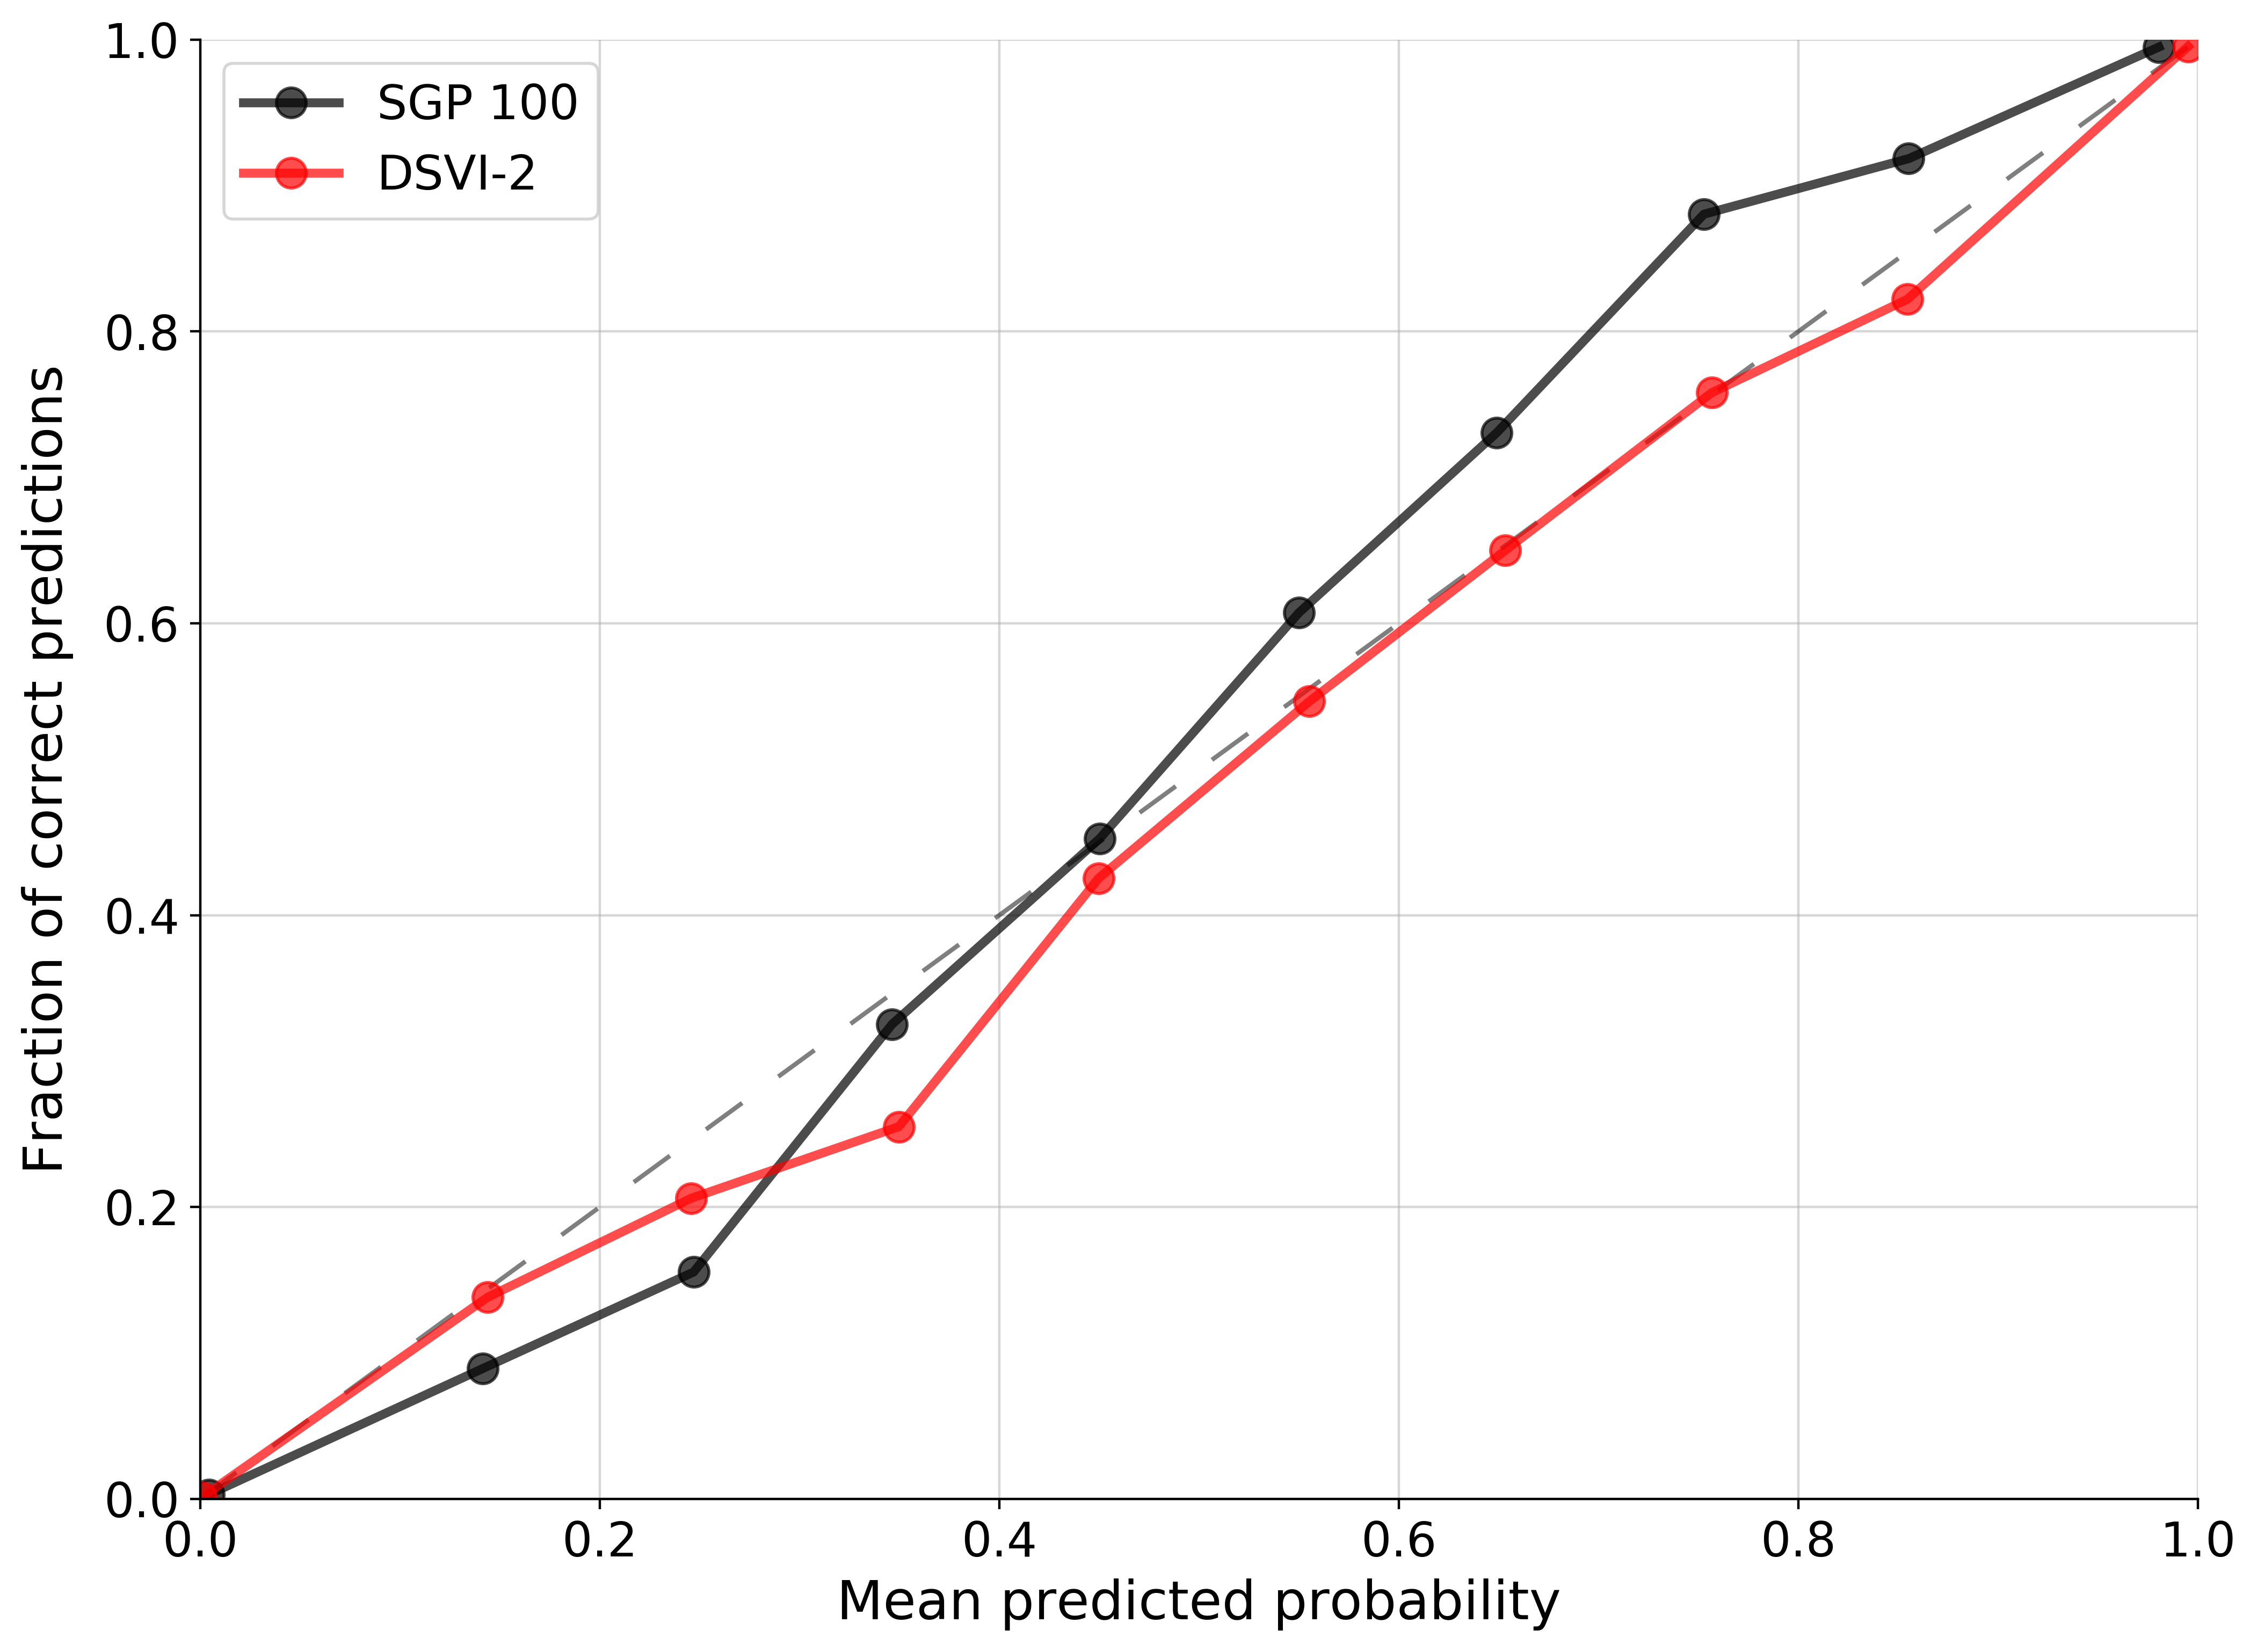 SGP 100
DSVI-2
Fraction of correct predictions
1.0
0.8
0.6
0.4
0.2
0.0
0.0 0.2 0.4 0.6 0.8 1.0
Mean predicted probability